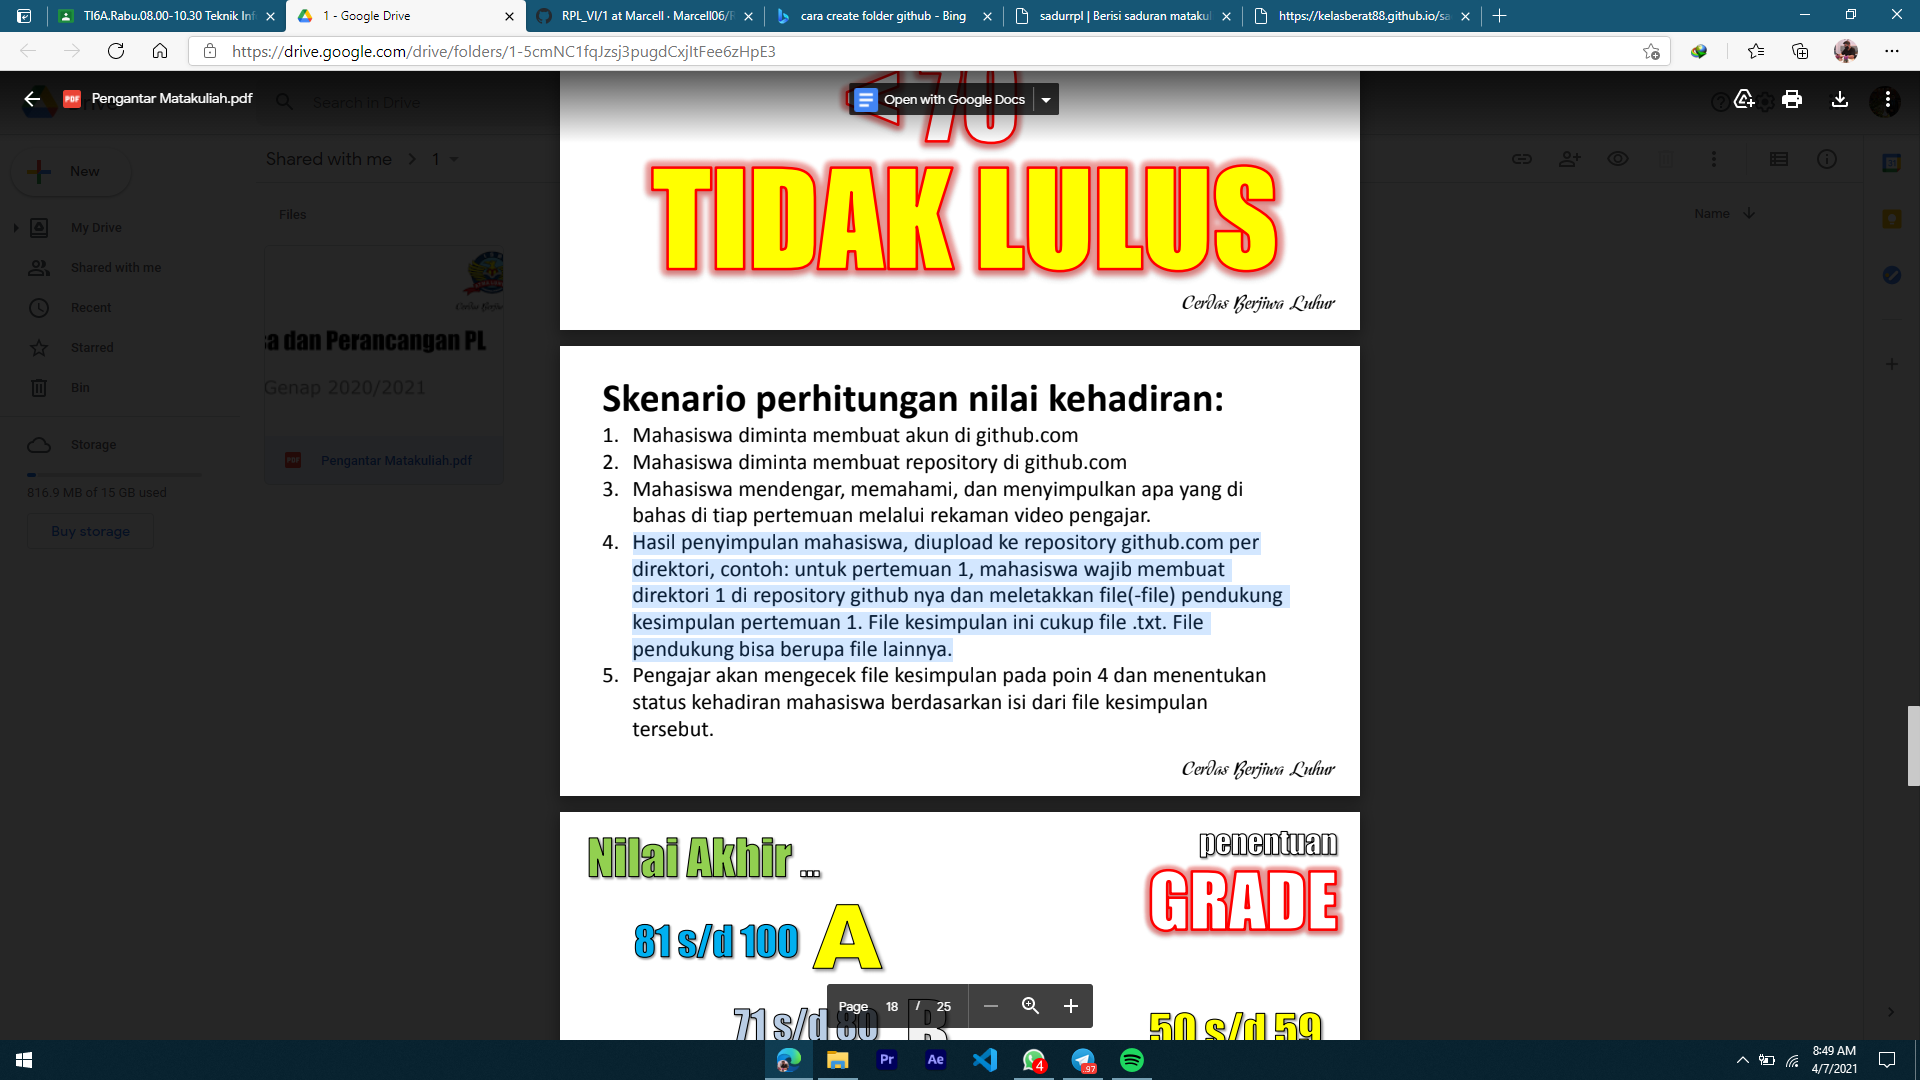 TI6A.Rabu.08.00-10.30 Teknik Inf
1 - Google Drive
RPL_VI/1 at Marcell · Marcell06/R
cara create folder github - Bing
sadurrpl | Berisi saduran matakul
https://kelasberat88.github.io/sa
https://drive.google.com/drive/folders/1-5cmNC1fqJzsj3pugdCxjItFee6zHpE3
PDF
Pengantar Matakuliah.pdf
Search in Drive
Open with Google Docs
New
Shared with me
1
Files
Name
My Drive
Shared with me
Recent
Starred
Bin
Storage
816.9 MB of 15 GB used
Buy storage
sa dan Perancangan PL
Genap 2020/2021
PDF
Pengantar Matakuliah.pdf
< 70
TIDAK LULUS
Cerdas Berjiwa Luhur
Skenario perhitungan nilai kehadiran:
1. Mahasiswa diminta membuat akun di github.com
2. Mahasiswa diminta membuat repository di github.com
3. Mahasiswa mendengar, memahami, dan menyimpulkan apa yang di
bahas di tiap pertemuan melalui rekaman video pengajar.
4. Hasil penyimpulan mahasiswa, diupload ke repository github.com per
direktori, contoh: untuk pertemuan 1, mahasiswa wajib membuat
direktori 1 di repository github nya dan meletakkan file(-file) pendukung
kesimpulan pertemuan 1. File kesimpulan ini cukup file .txt. File
pendukung bisa berupa file lainnya.
5. Pengajar akan mengecek file kesimpulan pada poin 4 dan menentukan
status kehadiran mahasiswa berdasarkan isi dari file kesimpulan
tersebut.
Cerdas Berjiwa Luhur
Nilai Akhir ...
penentuan
GRADE
81 s/d 100 A
71 s/d 80 B
50 s/d 59
Page 18 / 25
Pr
Ae
4
97
8:49 AM
4/7/2021